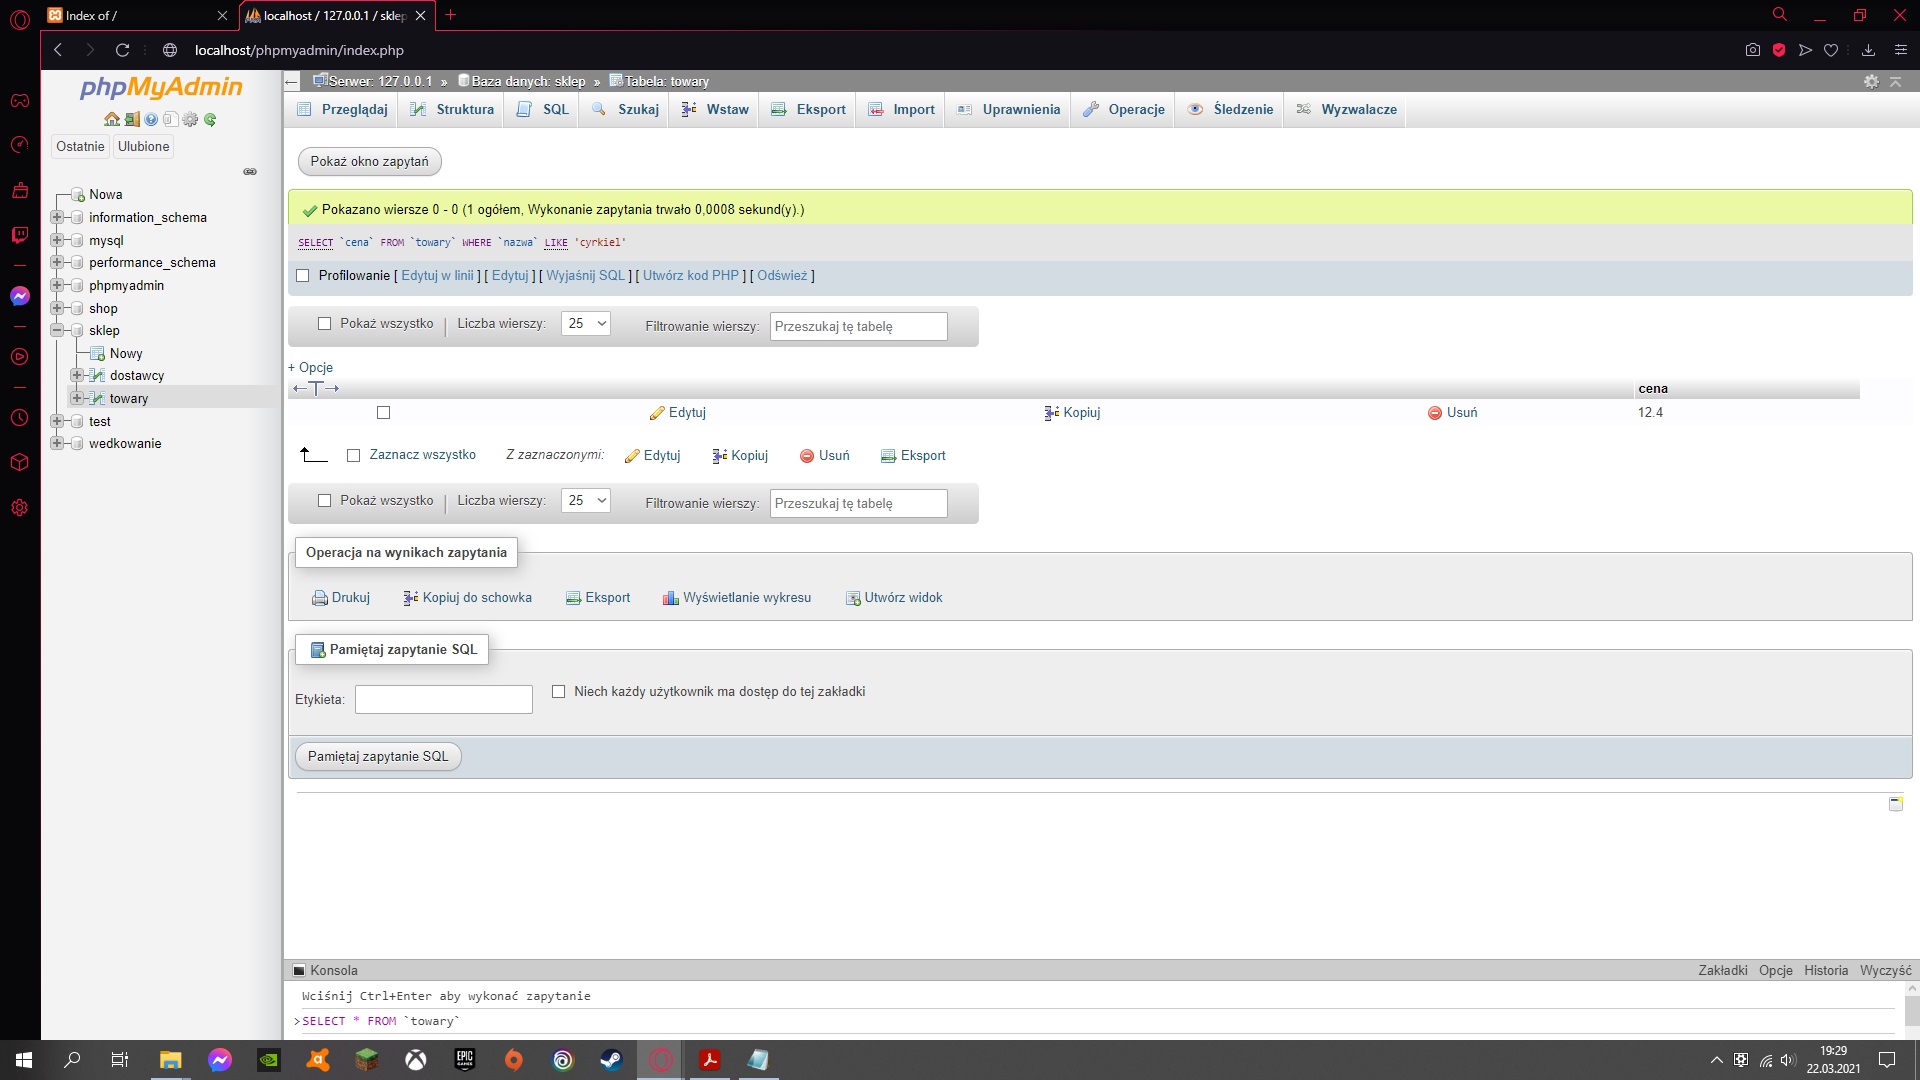 Index of /
localhost / 127.0.0.1 / sklep
localhost/phpmyadmin/index.php
phpMyAdmin
Ostatnie Ulubione
Nowa
information_schema
mysql
performance_schema
phpmyadmin
shop
sklep
Nowy
dostawcy
towary
test
wedkowanie
Serwer: 127.0.0.1 » Baza danych: sklep » Tabela: towary
Przeglądaj Struktura SQL Szukaj Wstaw Eksport Import Uprawnienia Operacje Śledzenie Wyzwalacze
Pokaż okno zapytań
Pokazano wiersze 0 - 0 (1 ogółem, Wykonanie zapytania trwało 0,0008 sekund(y).)
SELECT `cena` FROM `towary` WHERE `nazwa` LIKE 'cyrkiel'
Profilowanie [ Edytuj w linii ] [ Edytuj ] [ Wyjaśnij SQL ] [ Utwórz kod PHP ] [ Odśwież ]
Pokaż wszystko | Liczba wierszy: 25 Filtrowanie wierszy: Przeszukaj tę tabelę
+ Opcje
←T→ cena
Edytuj Kopiuj Usuń 12.4
Zaznacz wszystko Z zaznaczonymi: Edytuj Kopiuj Usuń Eksport
Pokaż wszystko | Liczba wierszy: 25 Filtrowanie wierszy: Przeszukaj tę tabelę
Operacja na wynikach zapytania
Drukuj Kopiuj do schowka Eksport Wyświetlanie wykresu Utwórz widok
Pamiętaj zapytanie SQL
Etykieta: Niech każdy użytkownik ma dostęp do tej zakładki
Pamiętaj zapytanie SQL
Konsola Zakładki Opcje Historia Wyczyść
Wciśnij Ctrl+Enter aby wykonać zapytanie
>SELECT * FROM `towary`
EPIC GAMES
19:29
22.03.2021